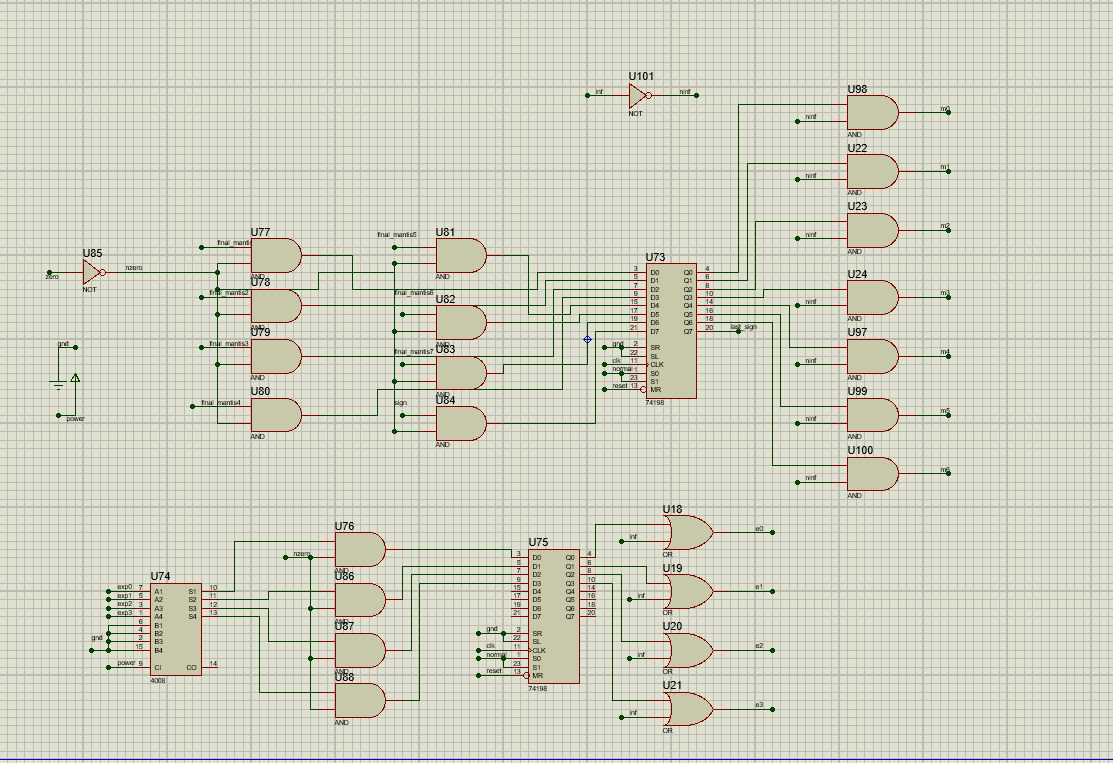 U101
inf
ninf
NOT
U98
ninf
m0
AND
U22
ninf
m1
AND
U23
ninf
m2
AND
U24
ninf
m3
AND
U97
ninf
m4
AND
U99
ninf
m5
AND
U100
ninf
m6
AND
U85
zero
nzero
NOT
gnd
power
U77
final_mantis
AND
U78
final_mantis2
AND
U79
final_mantis3
AND
U80
final_mantis4
AND
U81
final_mantis5
AND
U82
final_mantis6
AND
U83
final_mantis7
AND
U84
sign
AND
U73
3 D0 Q0 4
5 D1 Q1 6
7 D2 Q2 8
9 D3 Q3 10
15 D4 Q4 14
17 D5 Q5 16
19 D6 Q6 18
21 D7 Q7 20
last_sign
gnd 2 SR
22 SL
clk 11 CLK
normal 1 S0
23 S1
reset 13 MR
74198
U74
exp0 7 A1 S1 10
exp1 5 A2 S2 11
exp2 3 A3 S3 12
exp3 1 A4 S4 13
6 B1
4 B2
gnd 2 B3
15 B4
power 9 CI CO 14
4008
U76
nzero
AND
U86
AND
U87
AND
U88
AND
U75
3 D0 Q0 4
5 D1 Q1 6
7 D2 Q2 8
9 D3 Q3 10
15 D4 Q4 14
17 D5 Q5 16
19 D6 Q6 18
21 D7 Q7 20
gnd 2 SR
22 SL
clk 11 CLK
normal 1 S0
23 S1
reset 13 MR
74198
U18
inf
e0
OR
U19
inf
e1
OR
U20
inf
e2
OR
U21
inf
e3
OR